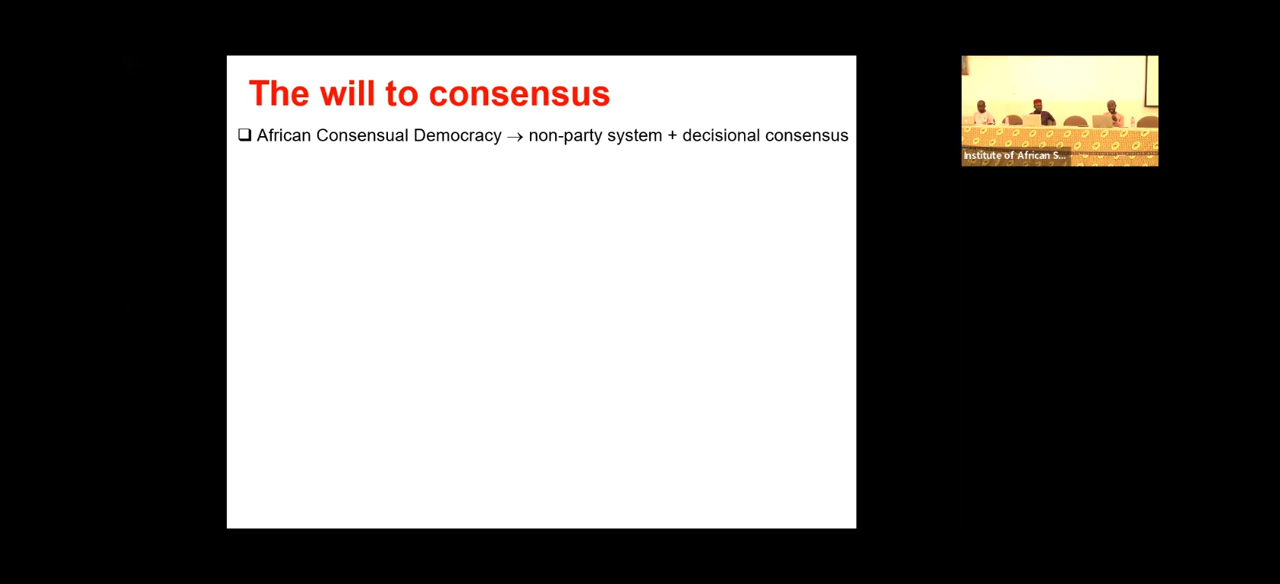 The will to consensus
❑ African Consensual Democracy → non-party system + decisional consensus
Institute of African S...